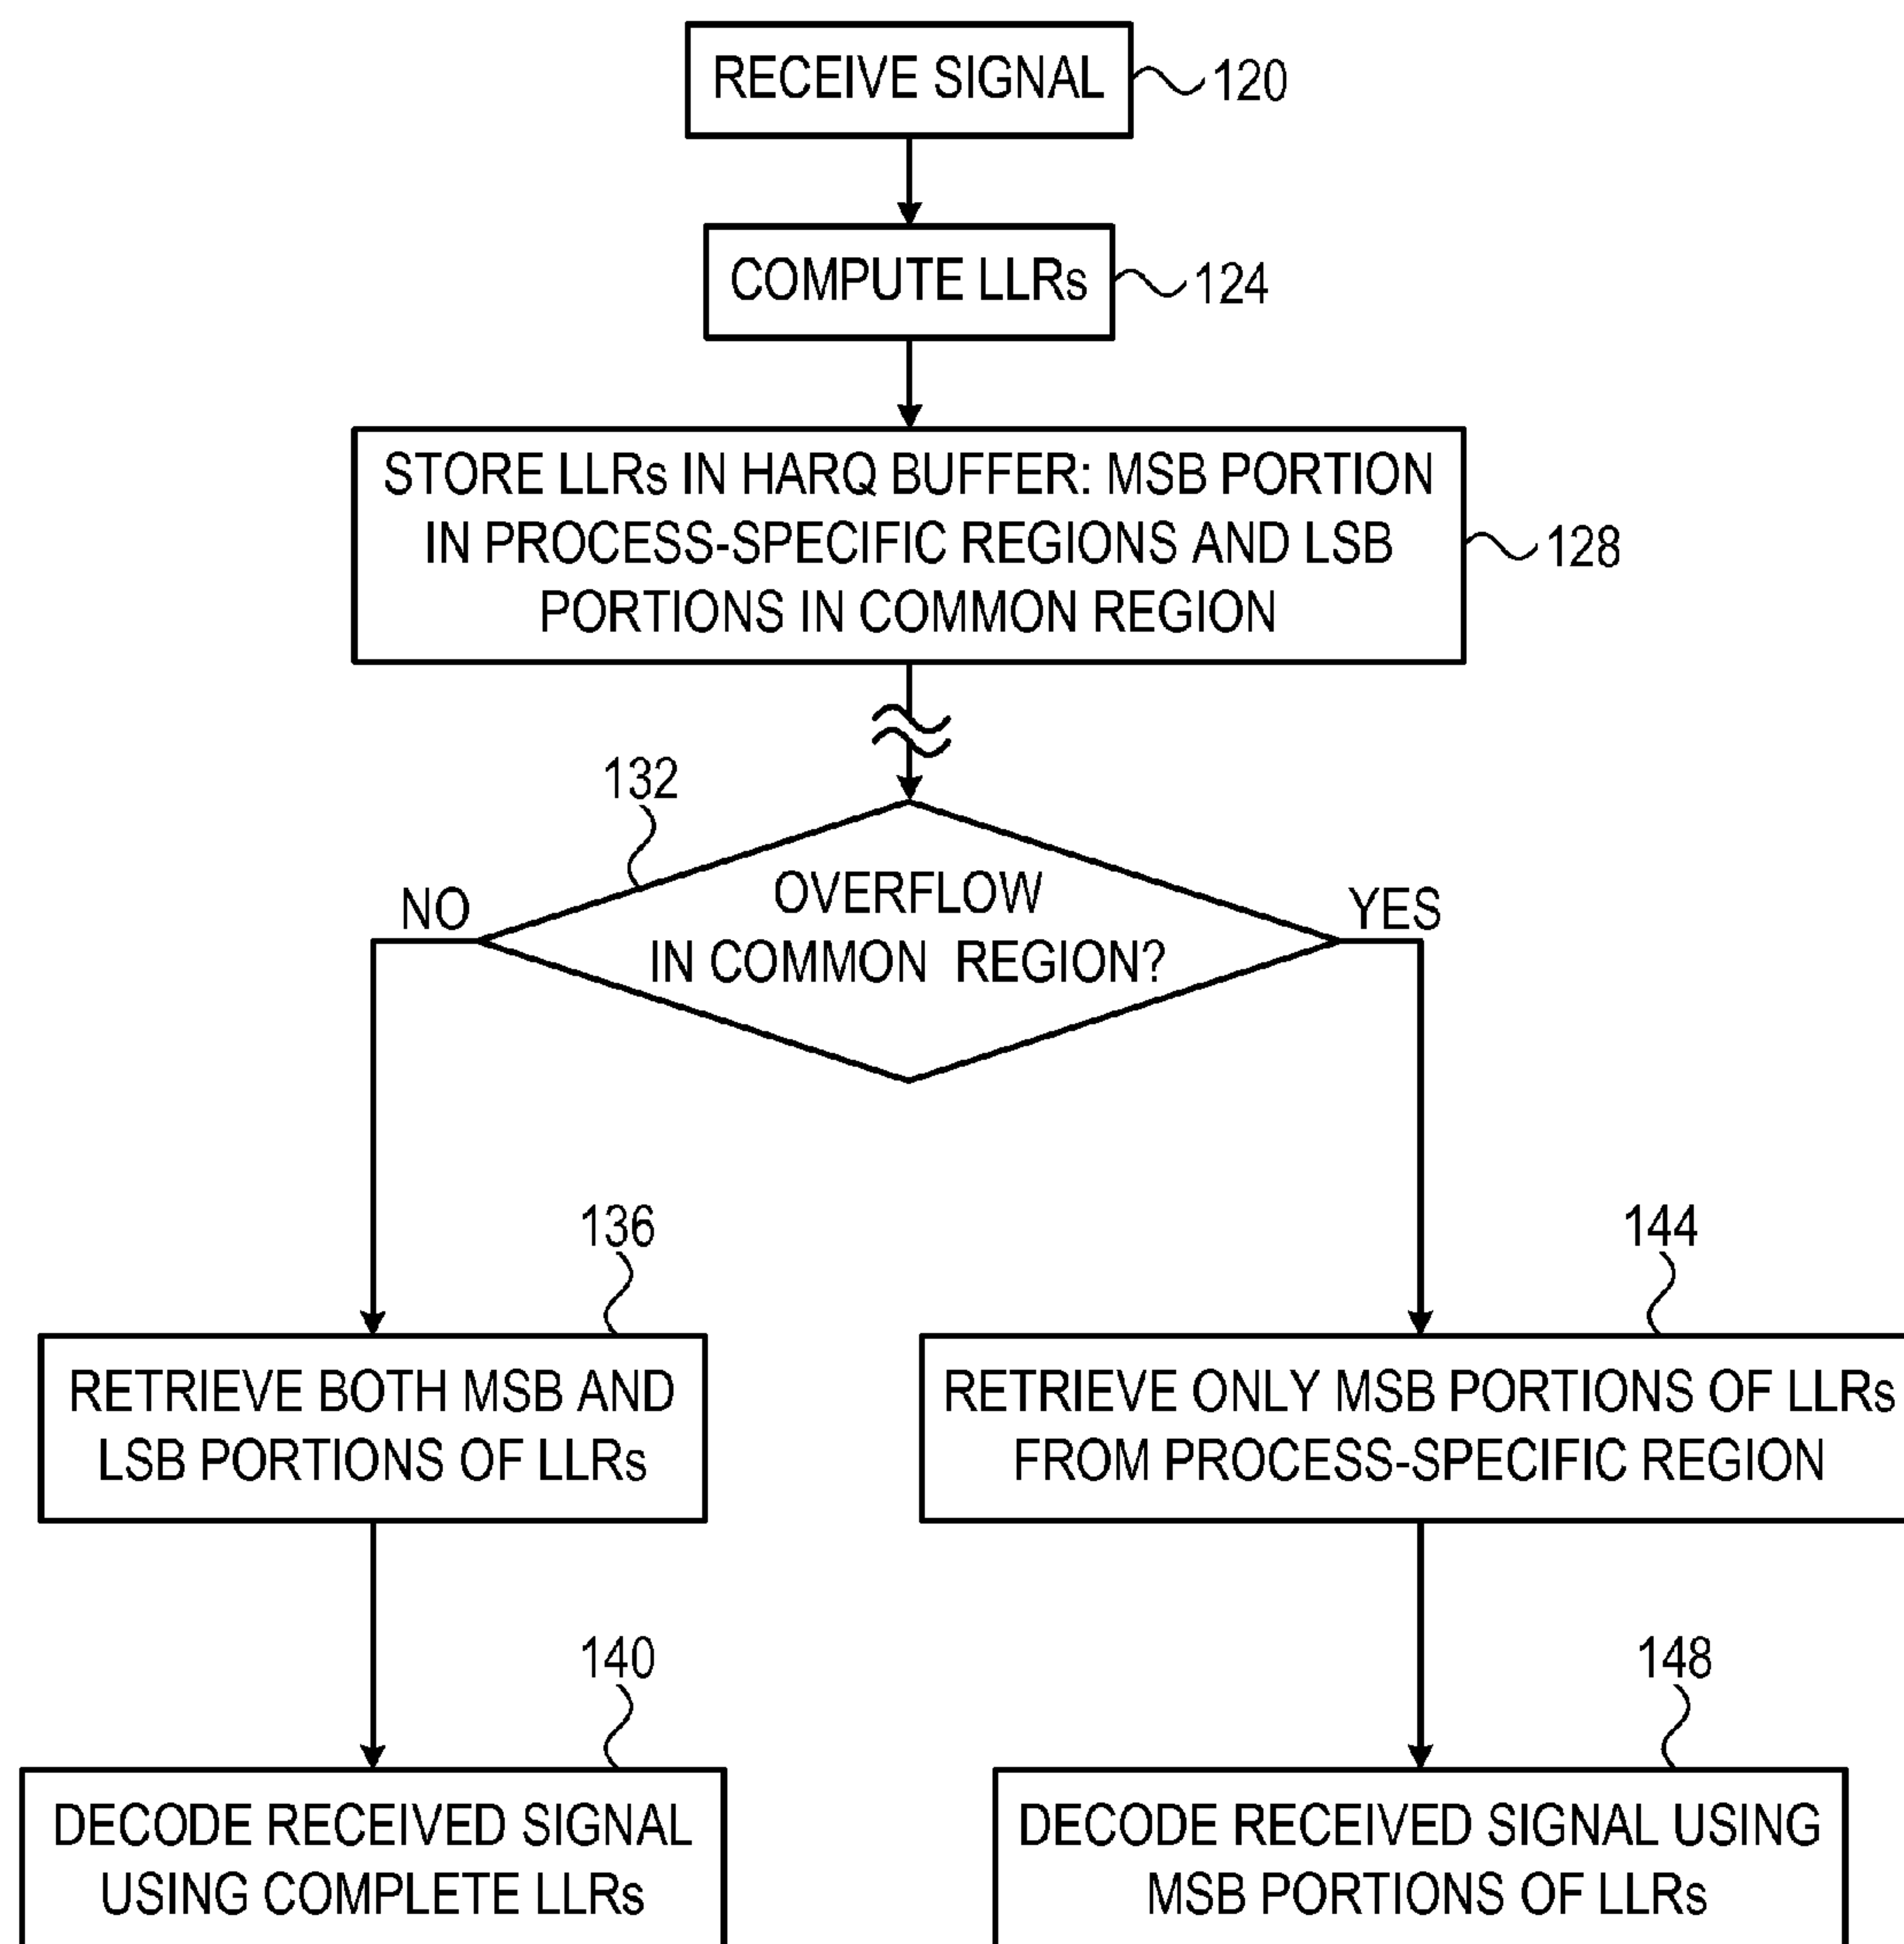 RECEIVE SIGNAL
120
COMPUTE LLRs
124
STORE LLRs IN HARQ BUFFER: MSB PORTION
IN PROCESS-SPECIFIC REGIONS AND LSB
PORTIONS IN COMMON REGION
128
132
NO
OVERFLOW
IN COMMON REGION?
YES
136
RETRIEVE BOTH MSB AND
LSB PORTIONS OF LLRs
144
RETRIEVE ONLY MSB PORTIONS OF LLRs
FROM PROCESS-SPECIFIC REGION
140
DECODE RECEIVED SIGNAL
USING COMPLETE LLRs
148
DECODE RECEIVED SIGNAL USING
MSB PORTIONS OF LLRs